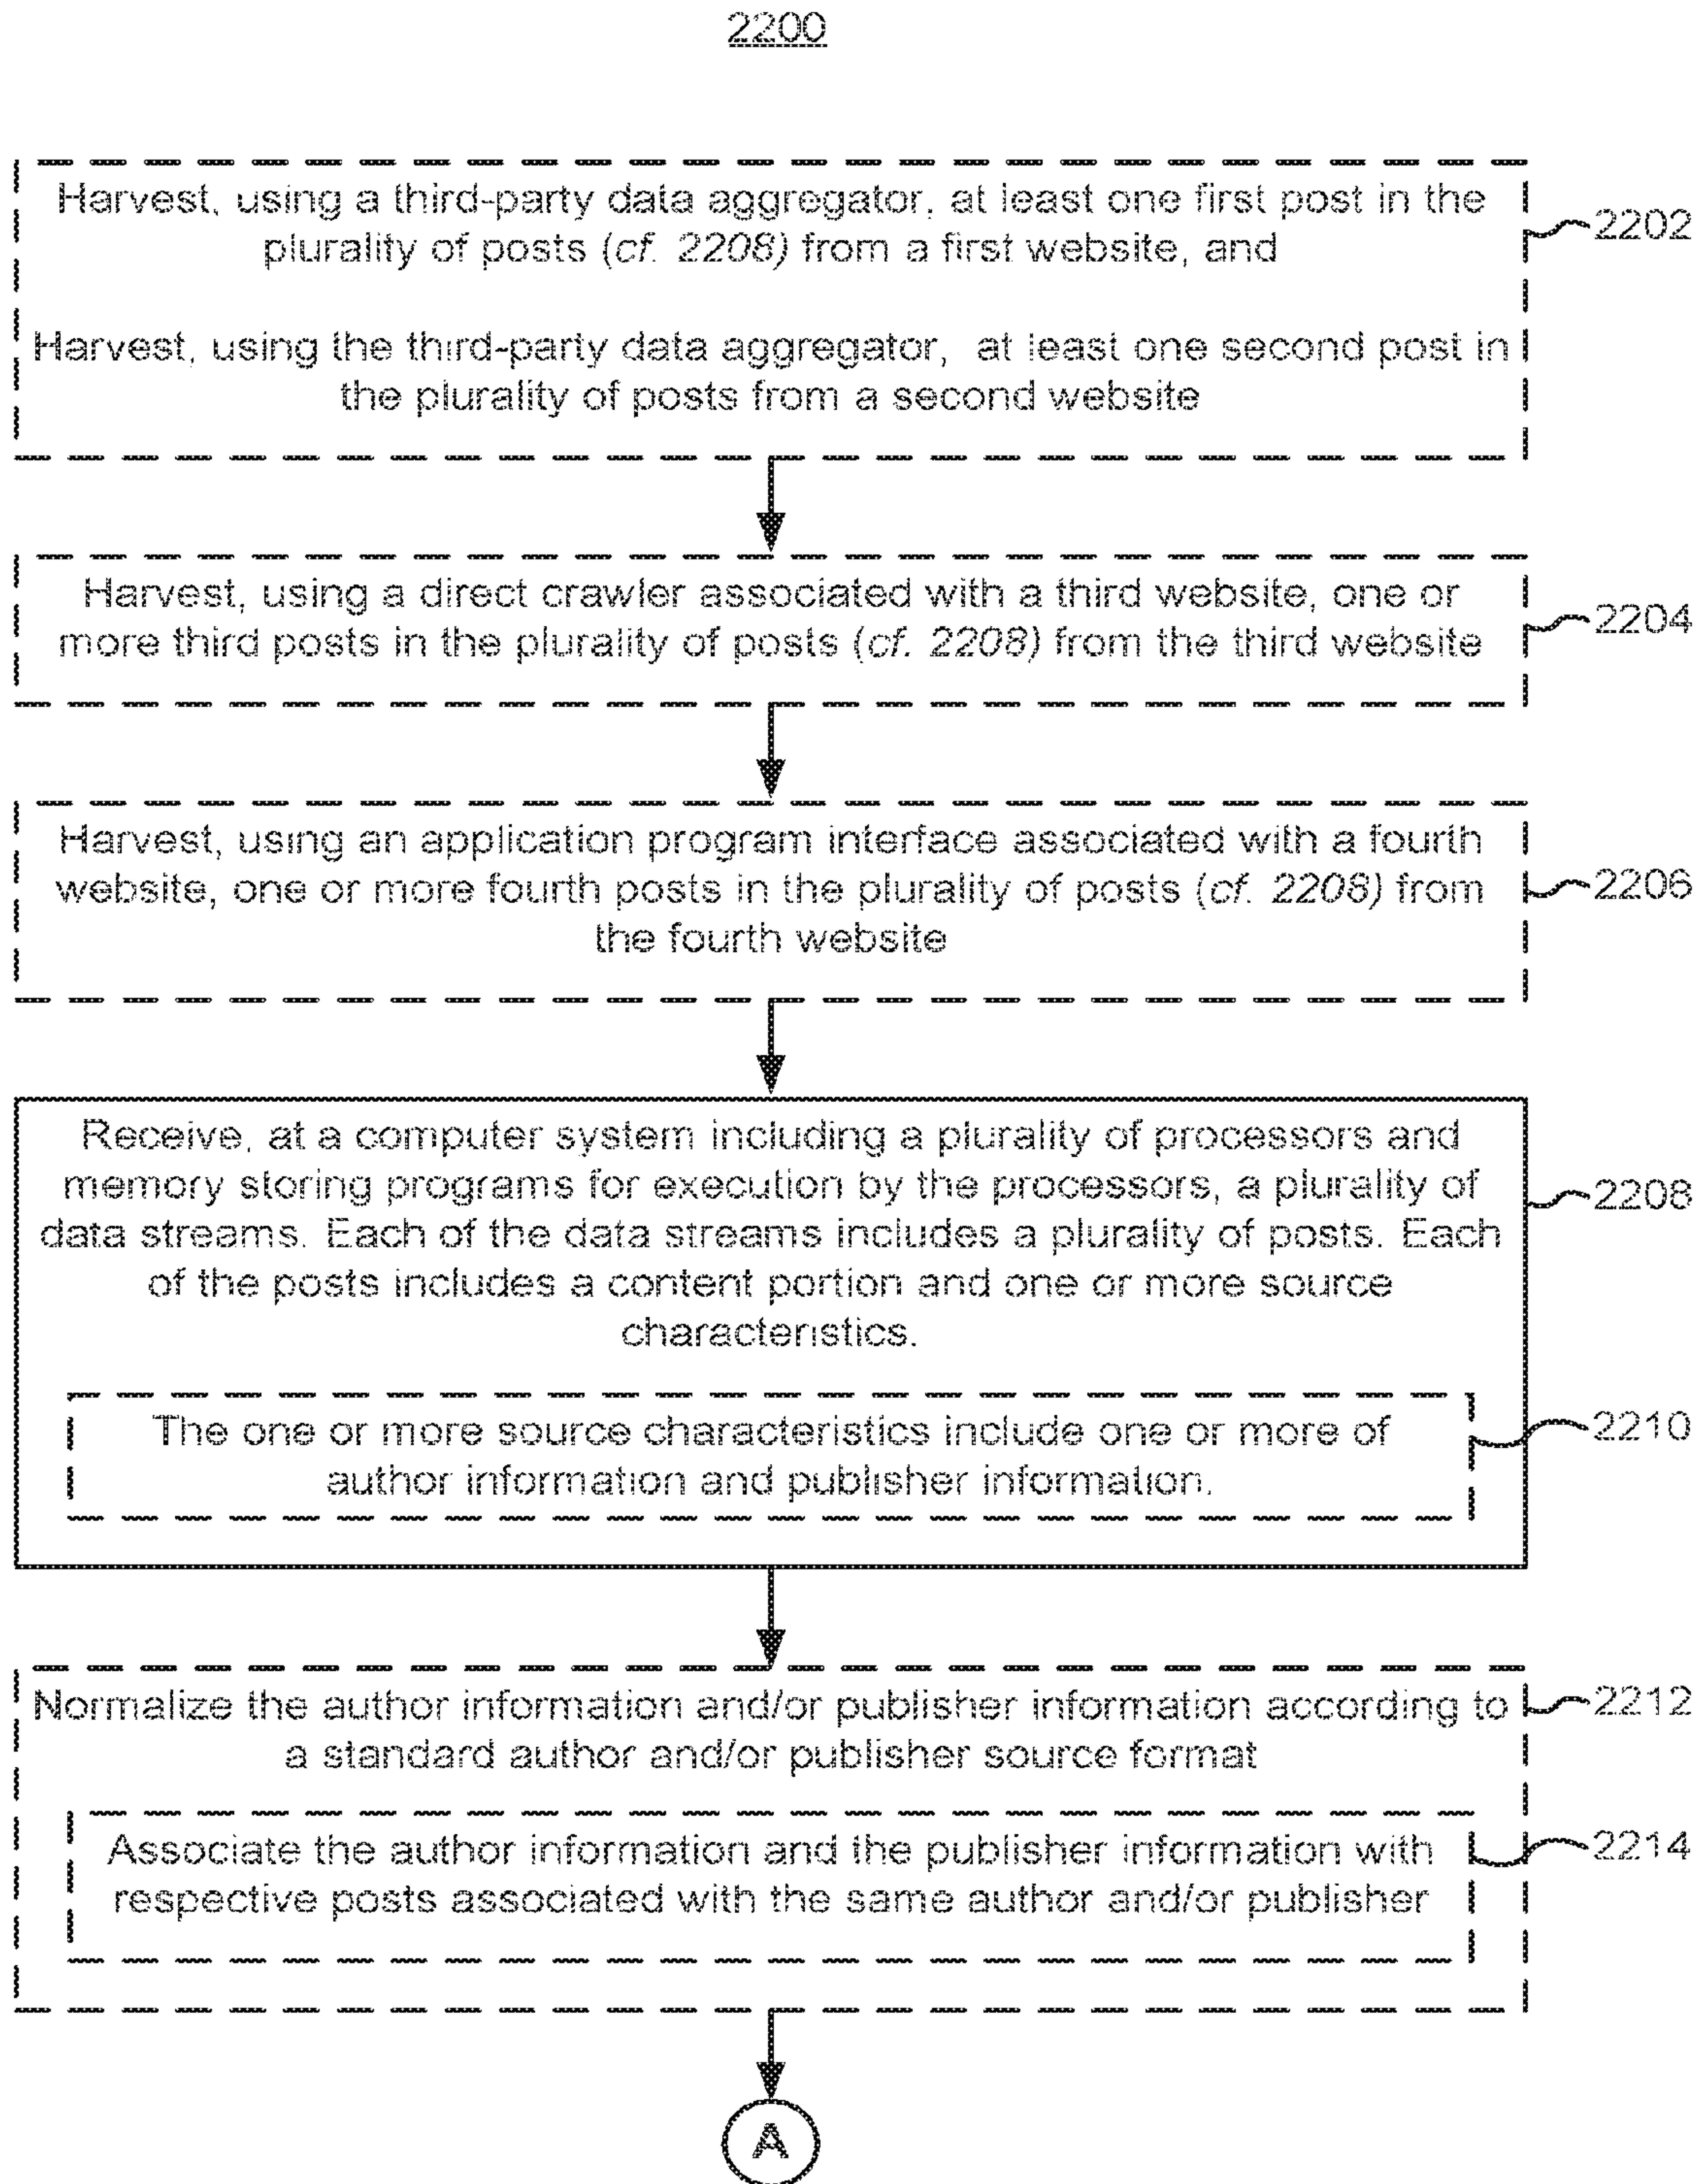 2200
Harvest, using a third-party data aggregator, at least one first post in the
plurality of posts (cf. 2208) from a first website, and
2202
Harvest, using the third-party data aggregator, at least one second post in
the plurality of posts from a second website
Harvest, using a direct crawler associated with a third website, one or
more third posts in the plurality of posts (cf. 2208) from the third website
2204
Harvest, using an application program interface associated with a fourth
website, one or more fourth posts in the plurality of posts (cf. 2208) from
the fourth website
2206
Receive, at a computer system including a plurality of processors and
memory storing programs for execution by the processors, a plurality of
data streams. Each of the data streams includes a plurality of posts. Each
of the posts includes a content portion and one or more source
characteristics.
2208
The one or more source characteristics include one or more of
author information and publisher information.
2210
Normalize the author information and/or publisher information according to
a standard author and/or publisher source format
2212
Associate the author information and the publisher information with
respective posts associated with the same author and/or publisher
2214
A